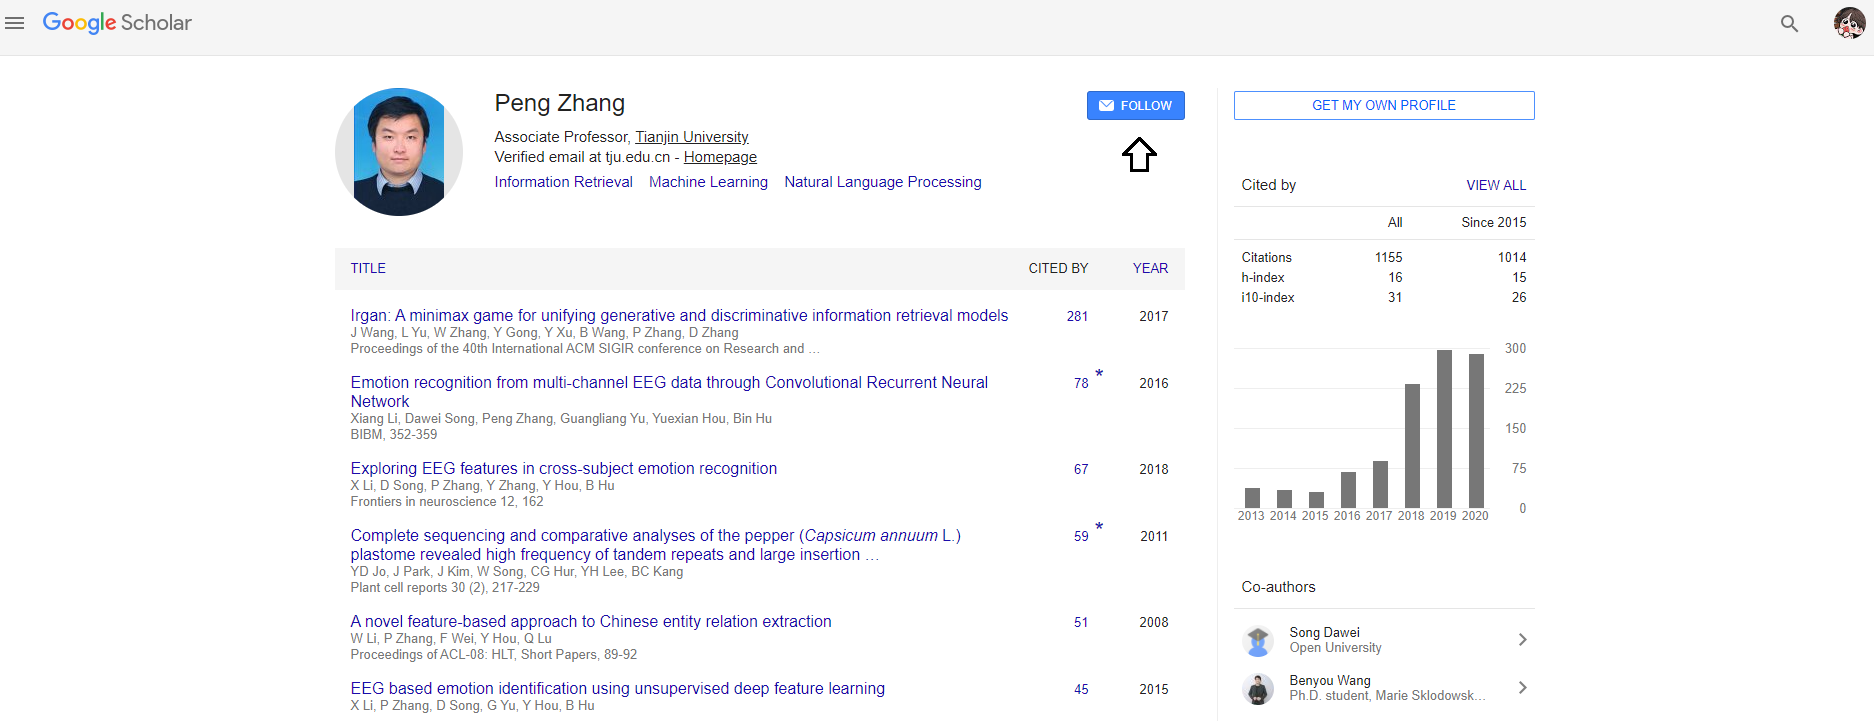 Google Scholar
Peng Zhang
FOLLOW
Associate Professor, Tianjin University
Verified email at tju.edu.cn - Homepage
Information Retrieval Machine Learning Natural Language Processing
TITLE CITED BY YEAR
Irgan: A minimax game for unifying generative and discriminative information retrieval models 281 2017
J Wang, L Yu, W Zhang, Y Gong, Y Xu, B Wang, P Zhang, D Zhang
Proceedings of the 40th International ACM SIGIR conference on Research and …
Emotion recognition from multi-channel EEG data through Convolutional Recurrent Neural 78 * 2016
Network
Xiang Li, Dawei Song, Peng Zhang, Guangliang Yu, Yuexian Hou, Bin Hu
BIBM, 352-359
Exploring EEG features in cross-subject emotion recognition 67 2018
X Li, D Song, P Zhang, Y Zhang, Y Hou, B Hu
Frontiers in neuroscience 12, 162
Complete sequencing and comparative analyses of the pepper (Capsicum annuum L.) 59 * 2011
plastome revealed high frequency of tandem repeats and large insertion …
YD Jo, J Park, J Kim, W Song, CG Hur, YH Lee, BC Kang
Plant cell reports 30 (2), 217-229
A novel feature-based approach to Chinese entity relation extraction 51 2008
W Li, P Zhang, F Wei, Y Hou, Q Lu
Proceedings of ACL-08: HLT, Short Papers, 89-92
EEG based emotion identification using unsupervised deep feature learning 45 2015
X Li, P Zhang, D Song, G Yu, Y Hou, B Hu
GET MY OWN PROFILE
Cited by VIEW ALL
All Since 2015
Citations 1155 1014
h-index 16 15
i10-index 31 26
300
225
150
75
0
2013 2014 2015 2016 2017 2018 2019 2020
Co-authors
Song Dawei
Open University
Benyou Wang
Ph.D. student, Marie Sklodowsk…